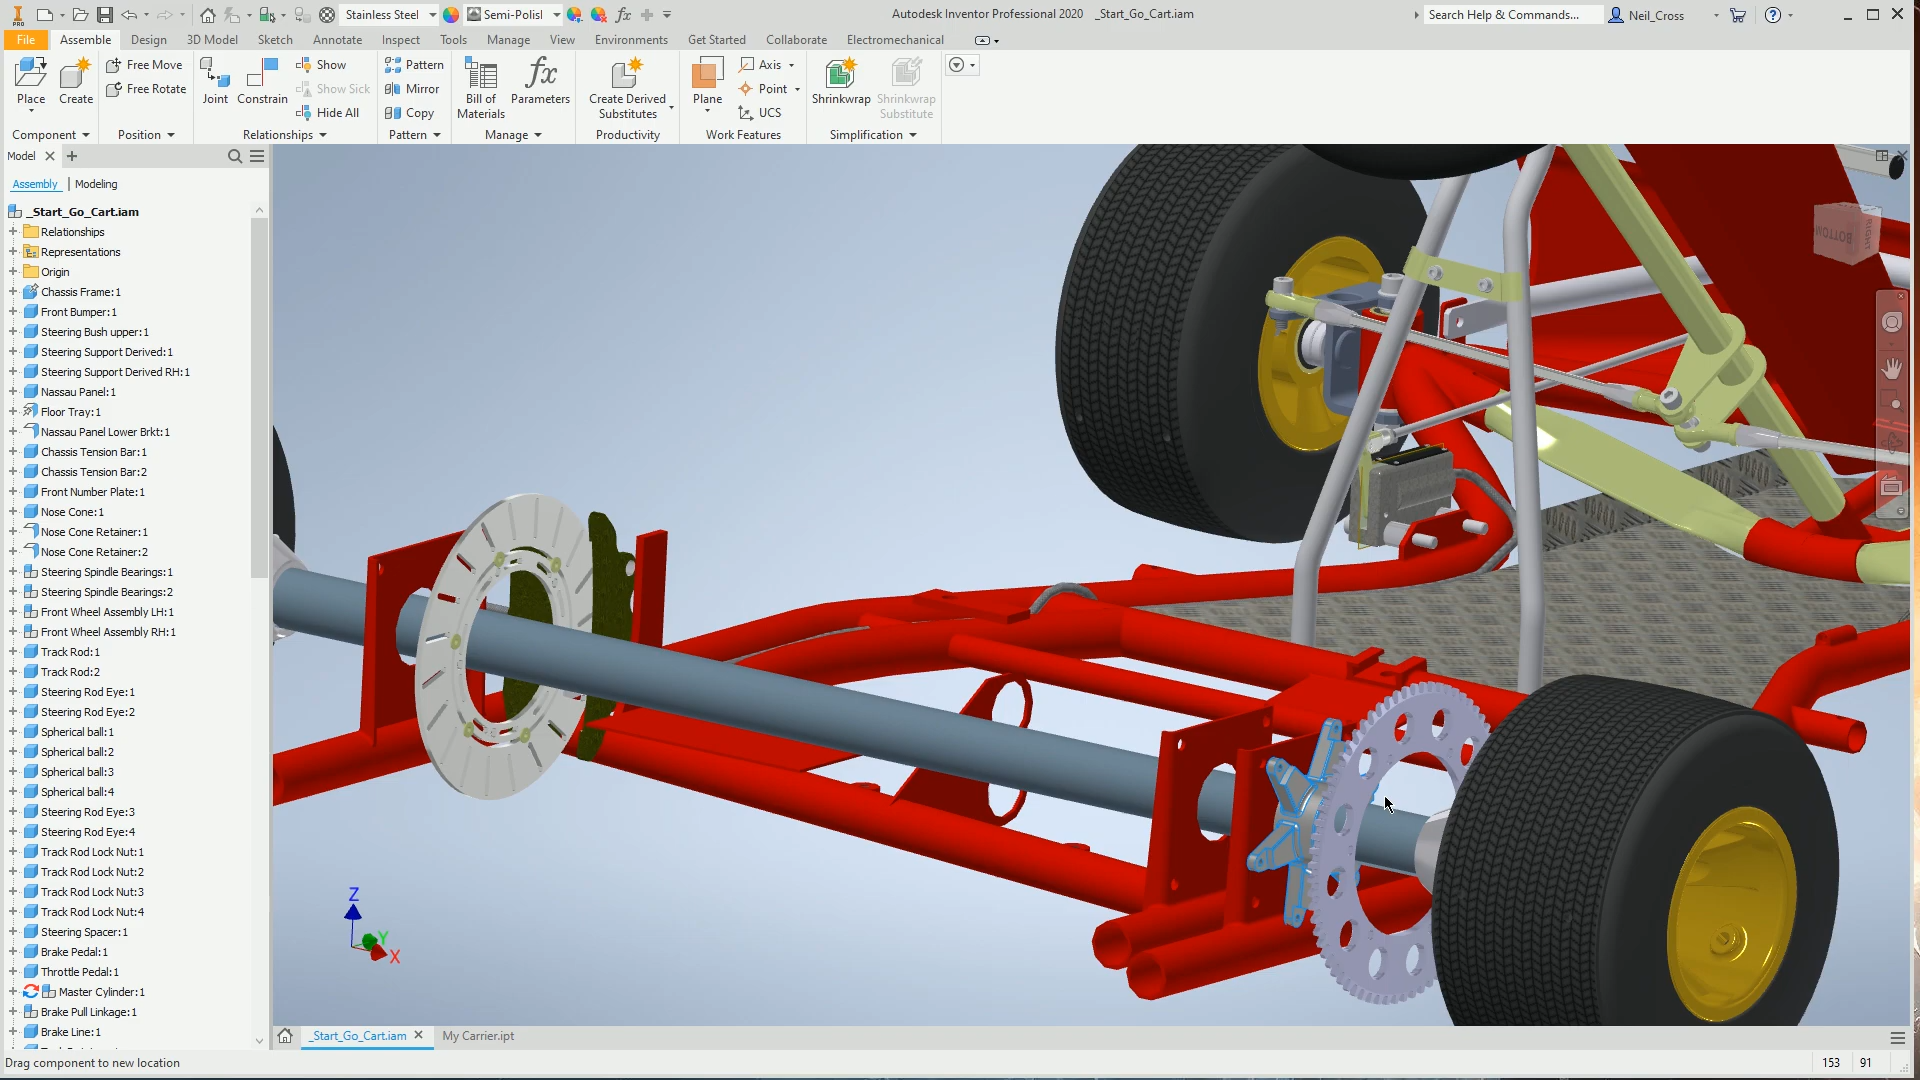 PRO
Stainless Steel
Semi-Polisl
fx
Autodesk Inventor Professional 2020 _Start_Go_Cart.iam
Search Help & Commands...
Neil_Cross
File
Assemble
Design
3D Model
Sketch
Annotate
Inspect
Tools
Manage
View
Environments
Get Started
Collaborate
Electromechanical
Place
Create
Free Move
Free Rotate
Joint
Constrain
Show
Show Sick
Hide All
Pattern
Mirror
Copy
Bill of
Materials
fx
Parameters
Create Derived
Substitutes
Plane
Axis
Point
UCS
Shrinkwrap
Shrinkwrap
Substitute
Component
Position
Relationships
Pattern
Manage
Productivity
Work Features
Simplification
Model
Assembly | Modeling
_Start_Go_Cart.iam
Relationships
Representations
Origin
Chassis Frame:1
Front Bumper:1
Steering Bush upper:1
Steering Support Derived:1
Steering Support Derived RH:1
Nassau Panel:1
Floor Tray:1
Nassau Panel Lower Brkt:1
Chassis Tension Bar:1
Chassis Tension Bar:2
Front Number Plate:1
Nose Cone:1
Nose Cone Retainer:1
Nose Cone Retainer:2
Steering Spindle Bearings:1
Steering Spindle Bearings:2
Front Wheel Assembly LH:1
Front Wheel Assembly RH:1
Track Rod:1
Track Rod:2
Steering Rod Eye:1
Steering Rod Eye:2
Spherical ball:1
Spherical ball:2
Spherical ball:3
Spherical ball:4
Steering Rod Eye:3
Steering Rod Eye:4
Track Rod Lock Nut:1
Track Rod Lock Nut:2
Track Rod Lock Nut:3
Track Rod Lock Nut:4
Steering Spacer:1
Brake Pedal:1
Throttle Pedal:1
Master Cylinder:1
Brake Pull Linkage:1
Brake Line:1
BOTTOM
RIGHT
Z
Y
X
_Start_Go_Cart.iam
My Carrier.ipt
Drag component to new location
153 91